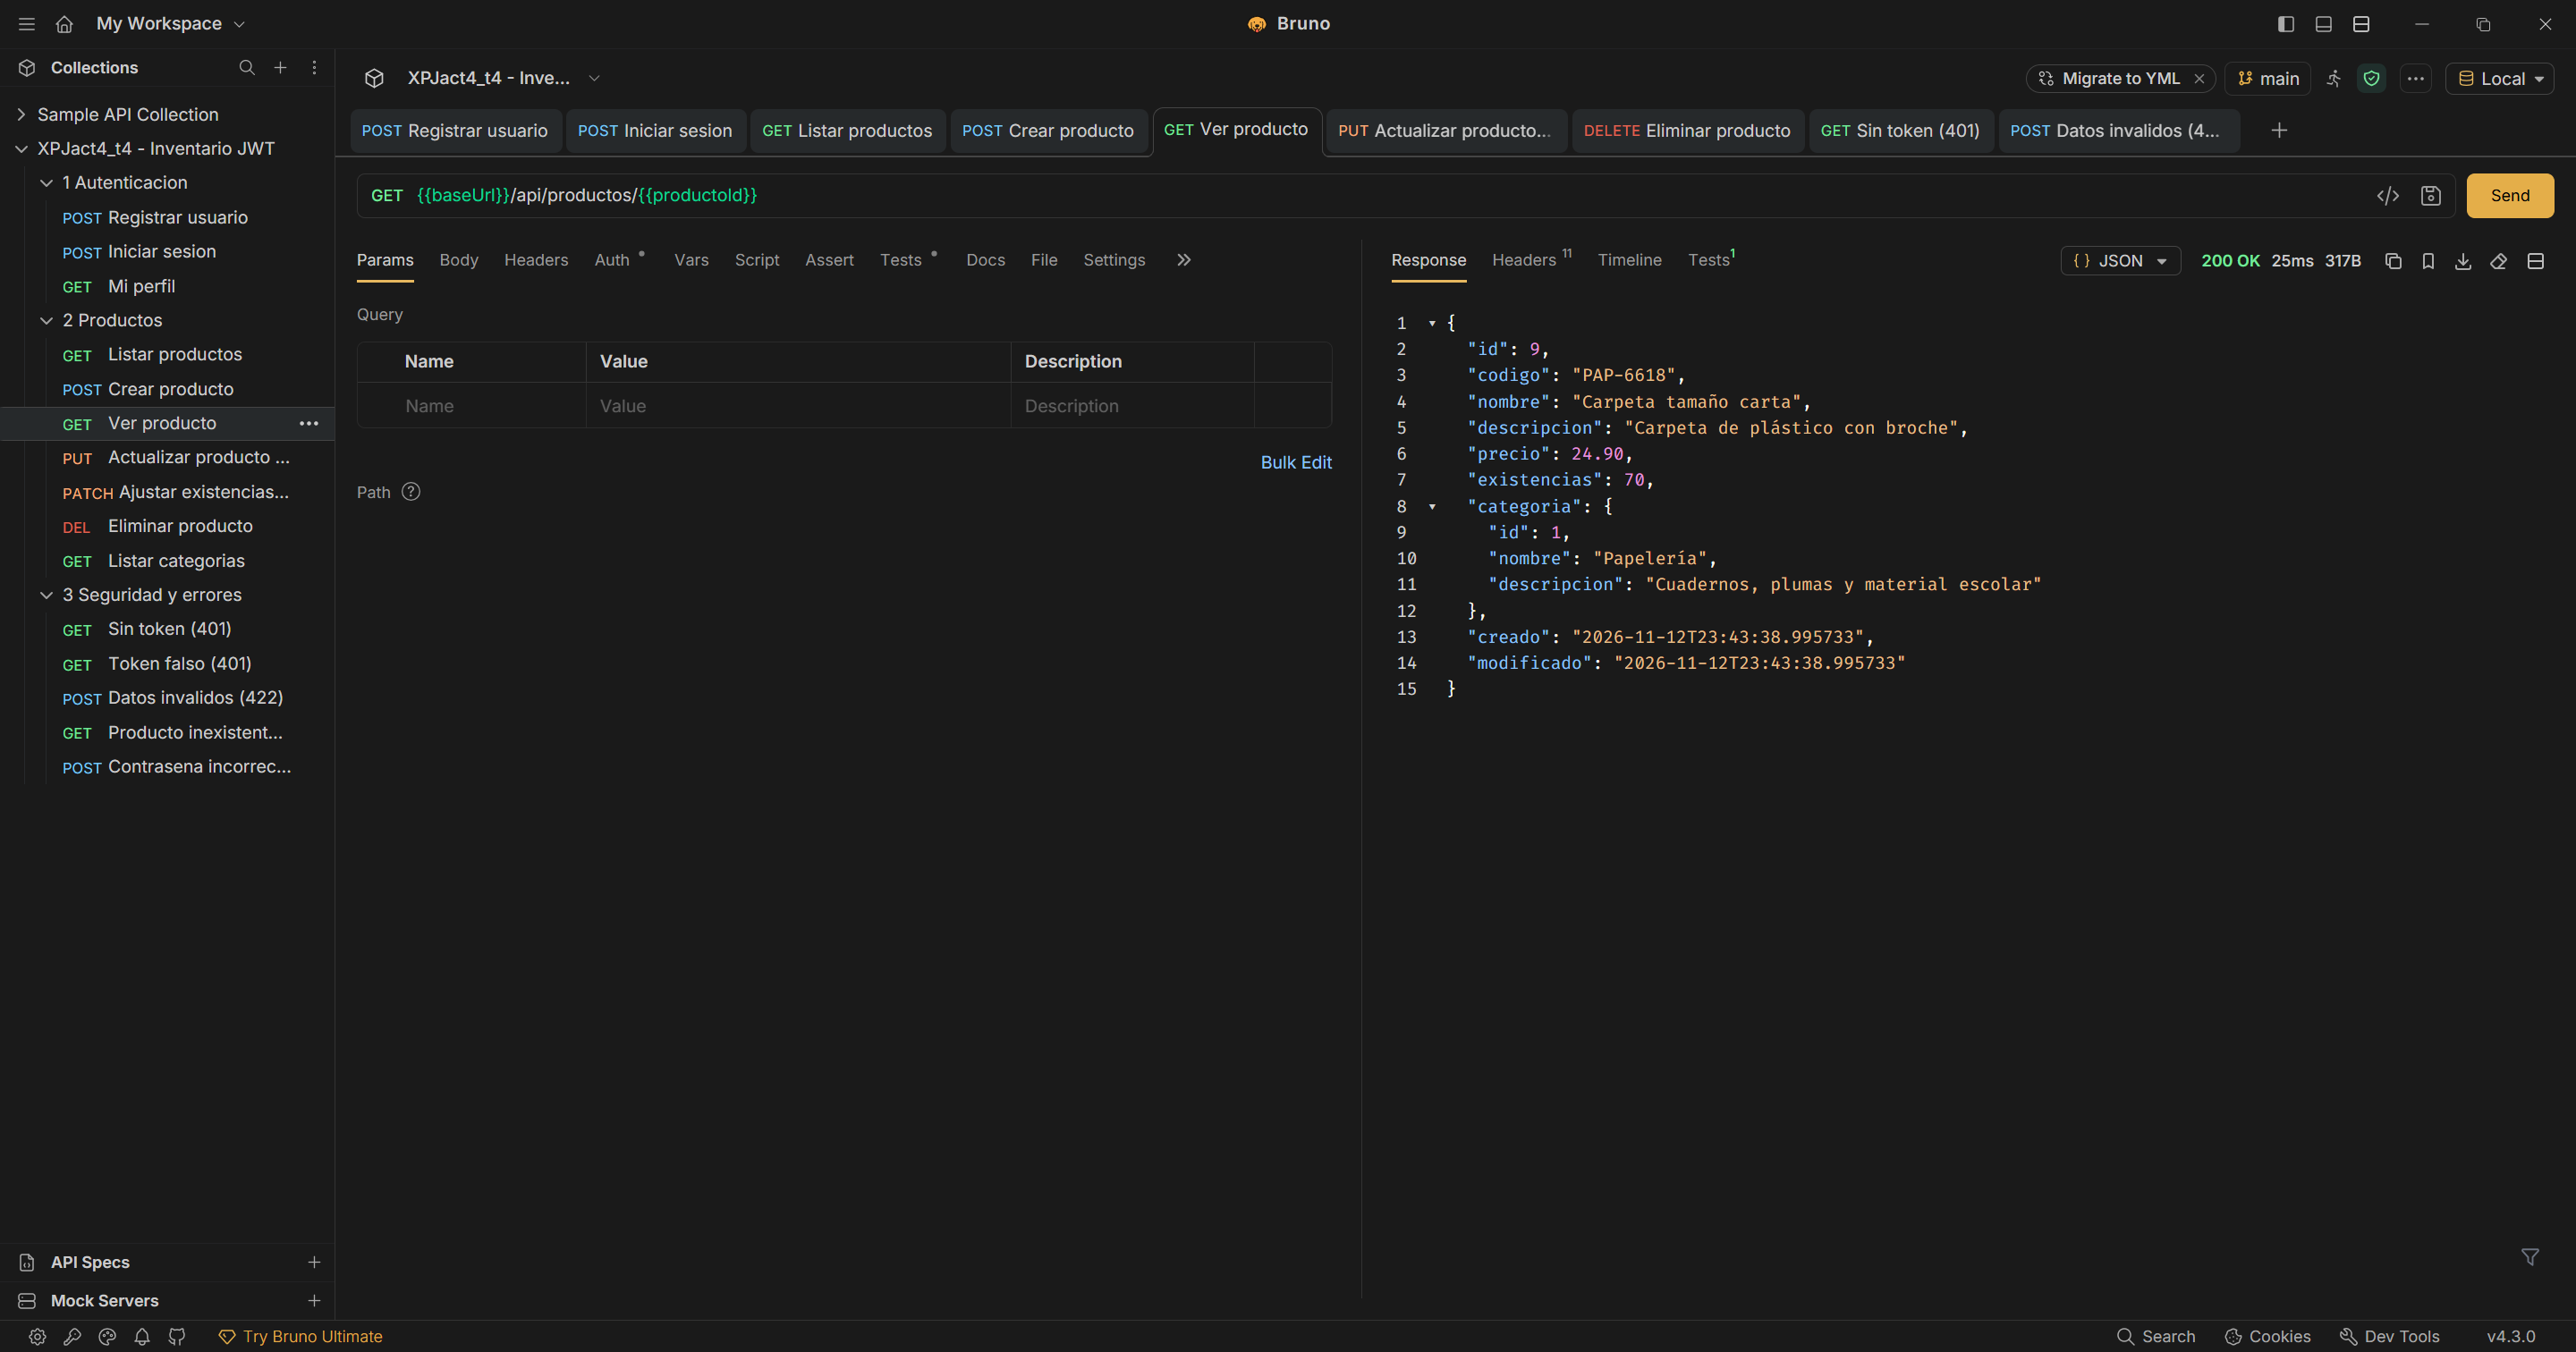 My Workspace
Bruno
Collections
Sample API Collection
XPJact4_t4 - Inventario JWT
1 Autenticacion
POST Registrar usuario
POST Iniciar sesion
GET Mi perfil
2 Productos
GET Listar productos
POST Crear producto
GET Ver producto
PUT Actualizar producto ...
PATCH Ajustar existencias...
DEL Eliminar producto
GET Listar categorias
3 Seguridad y errores
GET Sin token (401)
GET Token falso (401)
POST Datos invalidos (422)
GET Producto inexistent...
POST Contrasena incorrec...
API Specs
Mock Servers
XPJact4_t4 - Inve...
Migrate to YML
main
Local
POST Registrar usuario
POST Iniciar sesion
GET Listar productos
POST Crear producto
GET Ver producto
PUT Actualizar producto...
DELETE Eliminar producto
GET Sin token (401)
POST Datos invalidos (4...
GET {{baseUrl}}/api/productos/{{productoId}}
Send
Params Body Headers Auth Vars Script Assert Tests Docs File Settings
Query
Name Value Description
Name Value Description
Bulk Edit
Path
Response Headers 11 Timeline Tests 1
{ } JSON
200 OK 25ms 317B
1 {
2 "id": 9,
3 "codigo": "PAP-6618",
4 "nombre": "Carpeta tamaño carta",
5 "descripcion": "Carpeta de plástico con broche",
6 "precio": 24.90,
7 "existencias": 70,
8 "categoria": {
9 "id": 1,
10 "nombre": "Papelería",
11 "descripcion": "Cuadernos, plumas y material escolar"
12 },
13 "creado": "2026-11-12T23:43:38.995733",
14 "modificado": "2026-11-12T23:43:38.995733"
15 }
Try Bruno Ultimate
Search
Cookies
Dev Tools
v4.3.0